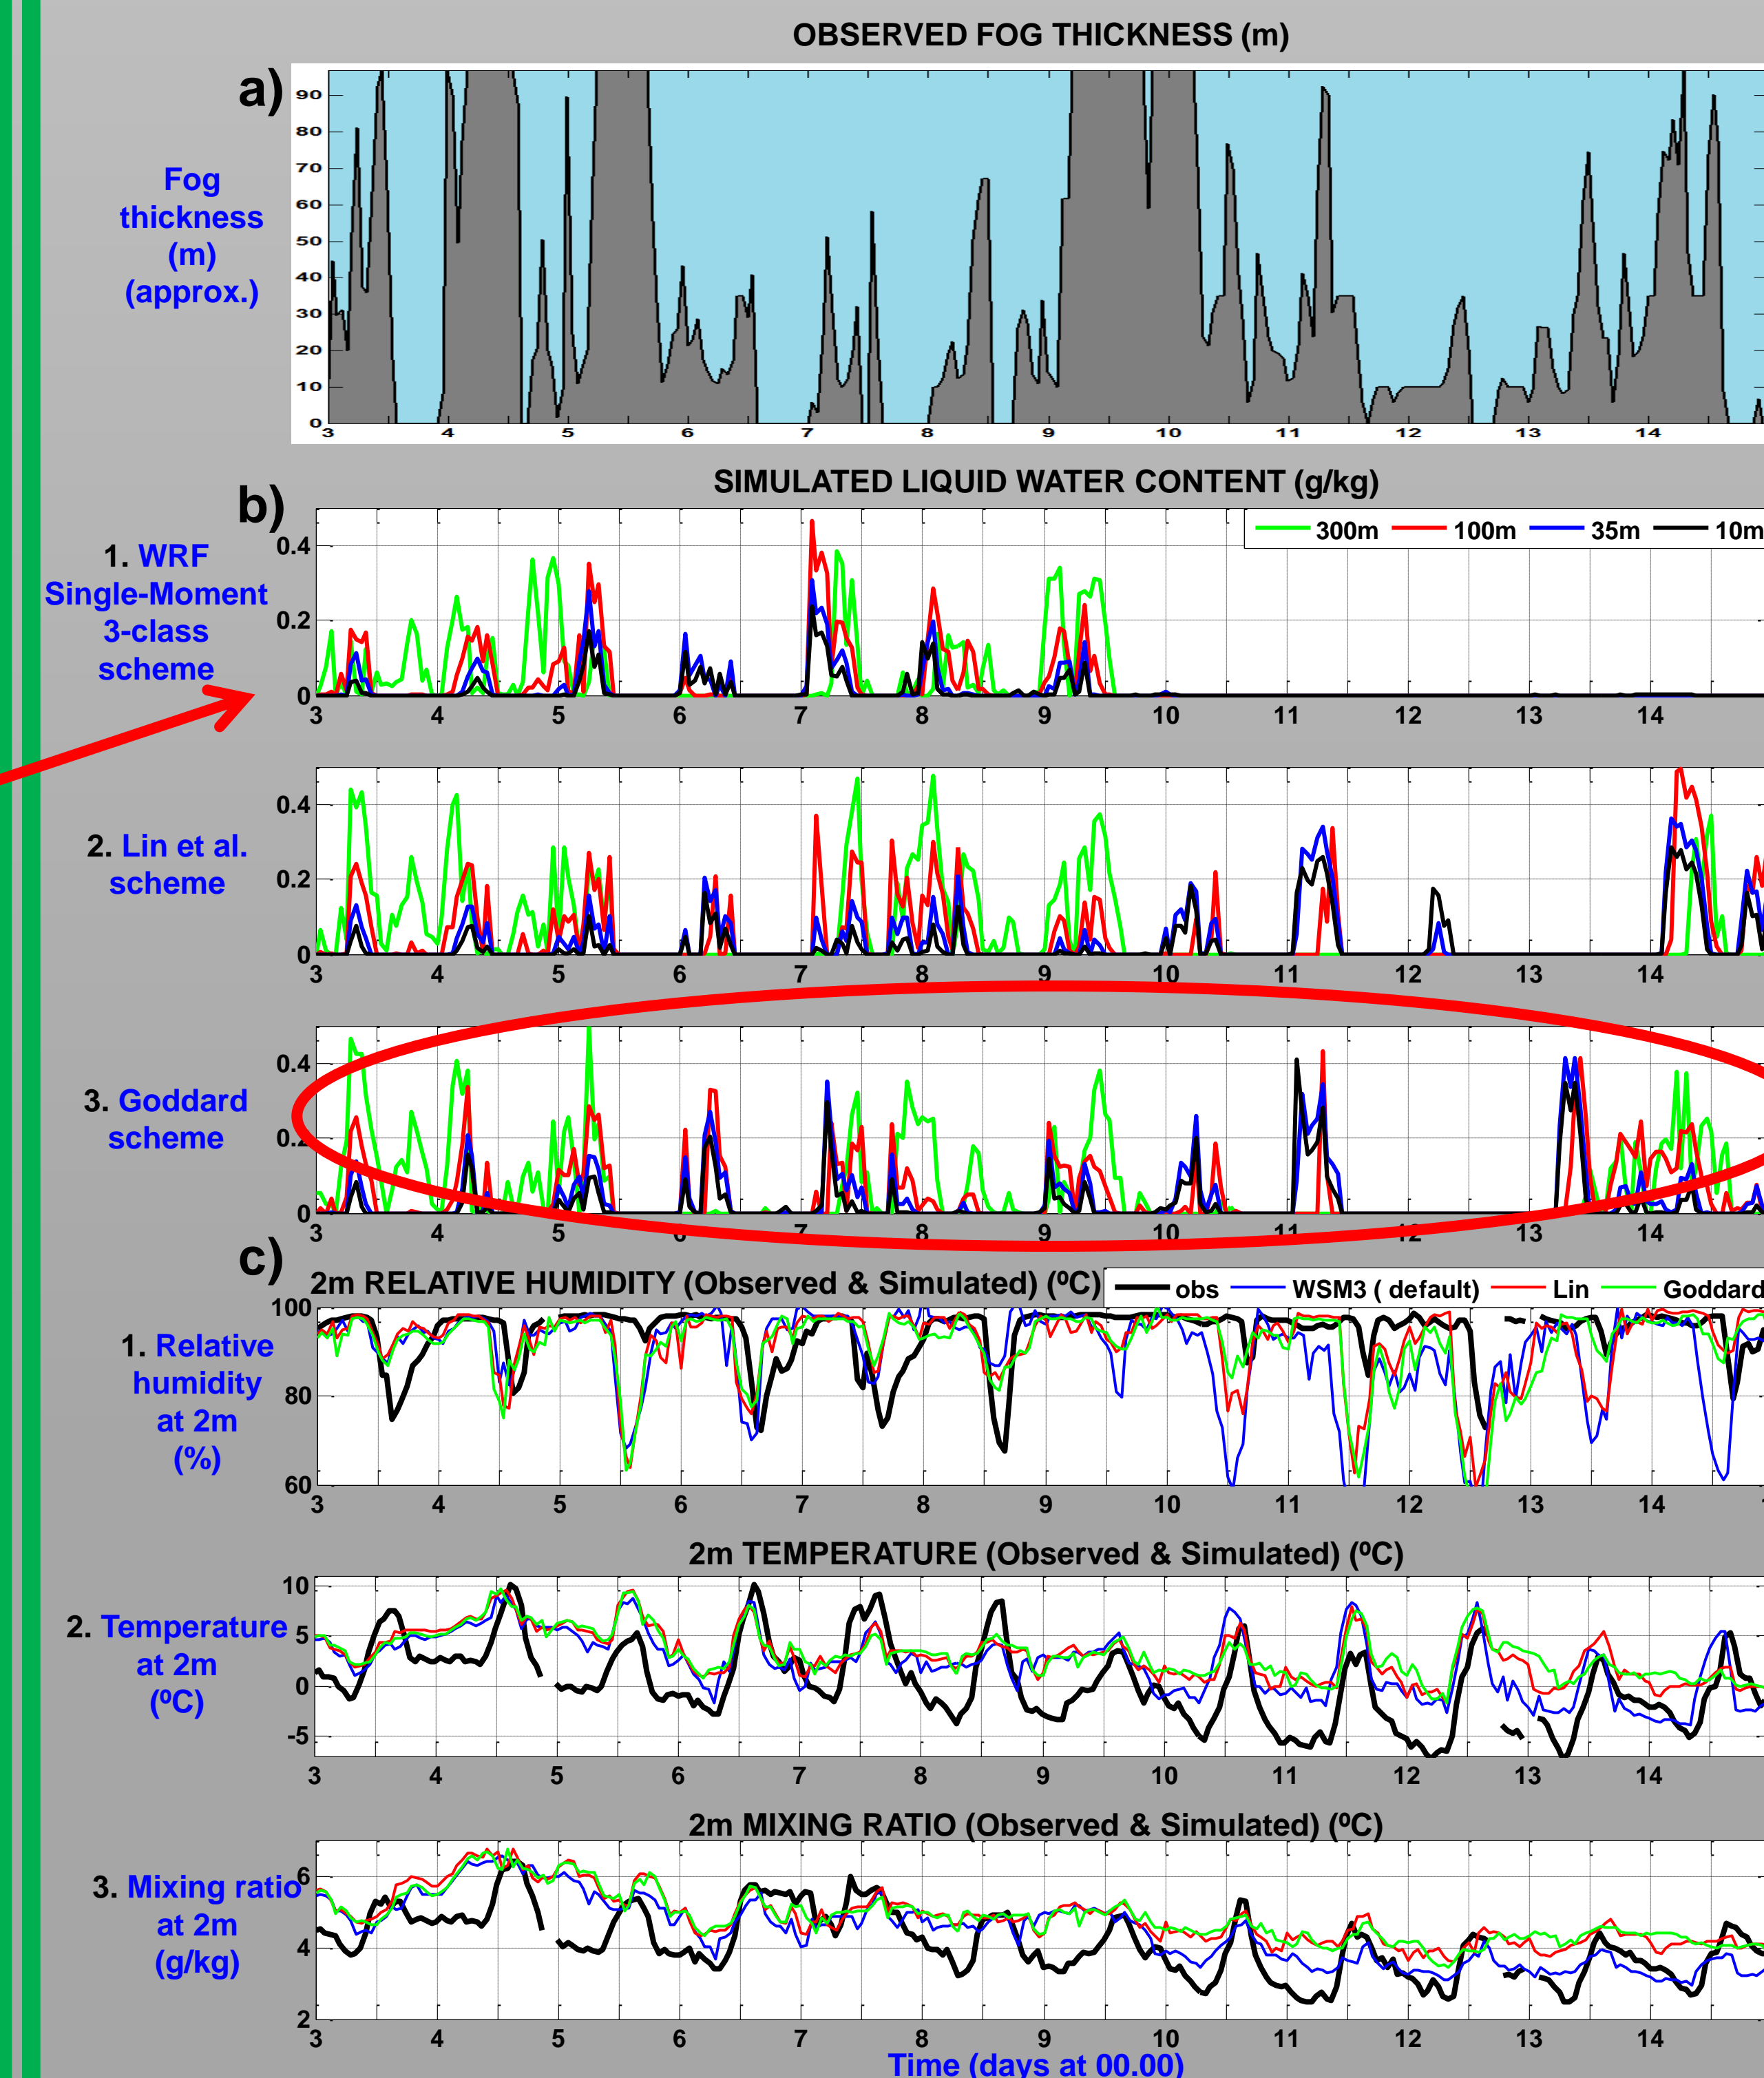 OBSERVED FOG THICKNESS (m)
a)
Fog
thickness
(m)
(approx.)
90
80
70
60
50
40
30
20
10
0
3 4 5 6 7 8 9 10 11 12 13 14
SIMULATED LIQUID WATER CONTENT (g/kg)
b)
300m 100m 35m 10m
1. WRF
Single-Moment
3-class
scheme
0.4
0.2
0
3 4 5 6 7 8 9 10 11 12 13 14
2. Lin et al.
scheme
0.4
0.2
0
3 4 5 6 7 8 9 10 11 12 13 14
3. Goddard
scheme
0.4
0.2
0
3 4 5 6 7 8 9 10 11 12 13 14
c)
2m RELATIVE HUMIDITY (Observed & Simulated) (ºC)
obs WSM3 ( default) Lin Goddard
1. Relative
humidity
at 2m
(%)
100
80
60
3 4 5 6 7 8 9 10 11 12 13 14
2m TEMPERATURE (Observed & Simulated) (ºC)
2. Temperature
at 2m
(ºC)
10
5
0
-5
3 4 5 6 7 8 9 10 11 12 13 14
2m MIXING RATIO (Observed & Simulated) (ºC)
3. Mixing ratio
at 2m
(g/kg)
6
4
2
3 4 5 6 7 8 9 10 11 12 13 14
Time (days at 00.00)